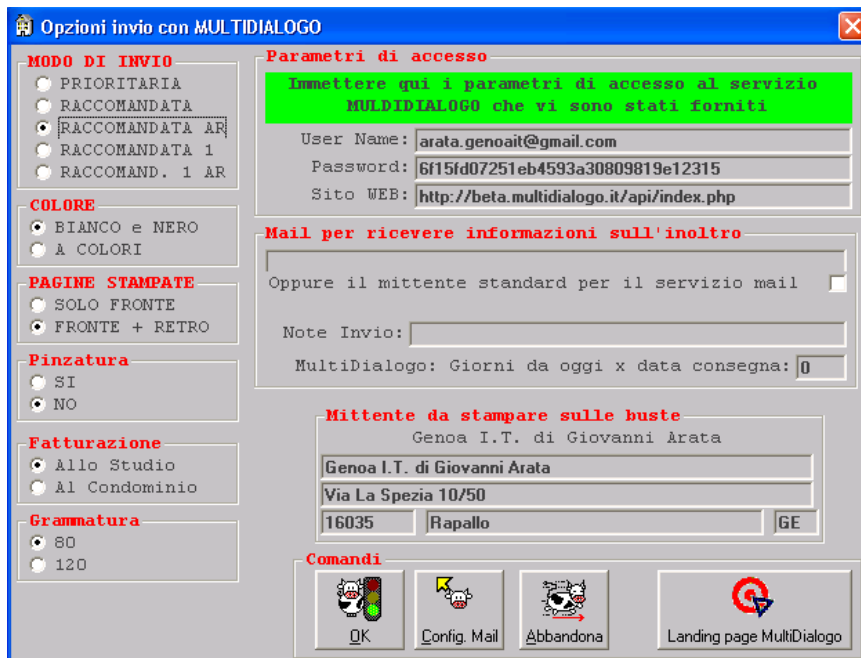 Opzioni invio con MULTIDIALOGO
MODO DI INVIO
PRIORITARIA
RACCOMANDATA
RACCOMANDATA AR
RACCOMANDATA 1
RACCOMAND. 1 AR
COLORE
BIANCO e NERO
A COLORI
PAGINE STAMPATE
SOLO FRONTE
FRONTE + RETRO
Pinzatura
SI
NO
Fatturazione
Allo Studio
Al Condominio
Grammatura
80
120
Parametri di accesso
Immettere qui i parametri di accesso al servizio
MULDIDIALOGO che vi sono stati forniti
User Name: arata.genoait@gmail.com
Password: 6f15fd07251eb4593a30809819e12315
Sito WEB: http://beta.multidialogo.it/api/index.php
Mail per ricevere informazioni sull'inoltro
Oppure il mittente standard per il servizio mail
Note Invio:
MultiDialogo: Giorni da oggi x data consegna: 0
Mittente da stampare sulle buste
Genoa I.T. di Giovanni Arata
Genoa I.T. di Giovanni Arata
Via La Spezia 10/50
16035 Rapallo GE
Comandi
OK Config. Mail Abbandona Landing page MultiDialogo